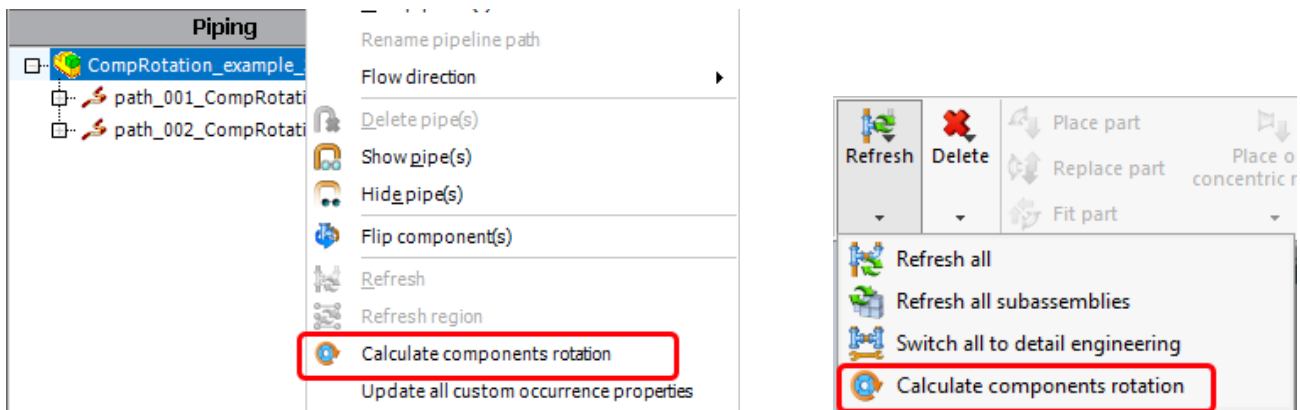 Piping
CompRotation_example_
path_001_CompRotati
path_002_CompRotati
Rename pipeline path
Flow direction
Delete pipe(s)
Show pipe(s)
Hide pipe(s)
Flip component(s)
Refresh
Refresh region
Calculate components rotation
Update all custom occurrence properties
Refresh
Delete
Place part
Replace part
Fit part
Place o
concentric r
Refresh all
Refresh all subassemblies
Switch all to detail engineering
Calculate components rotation